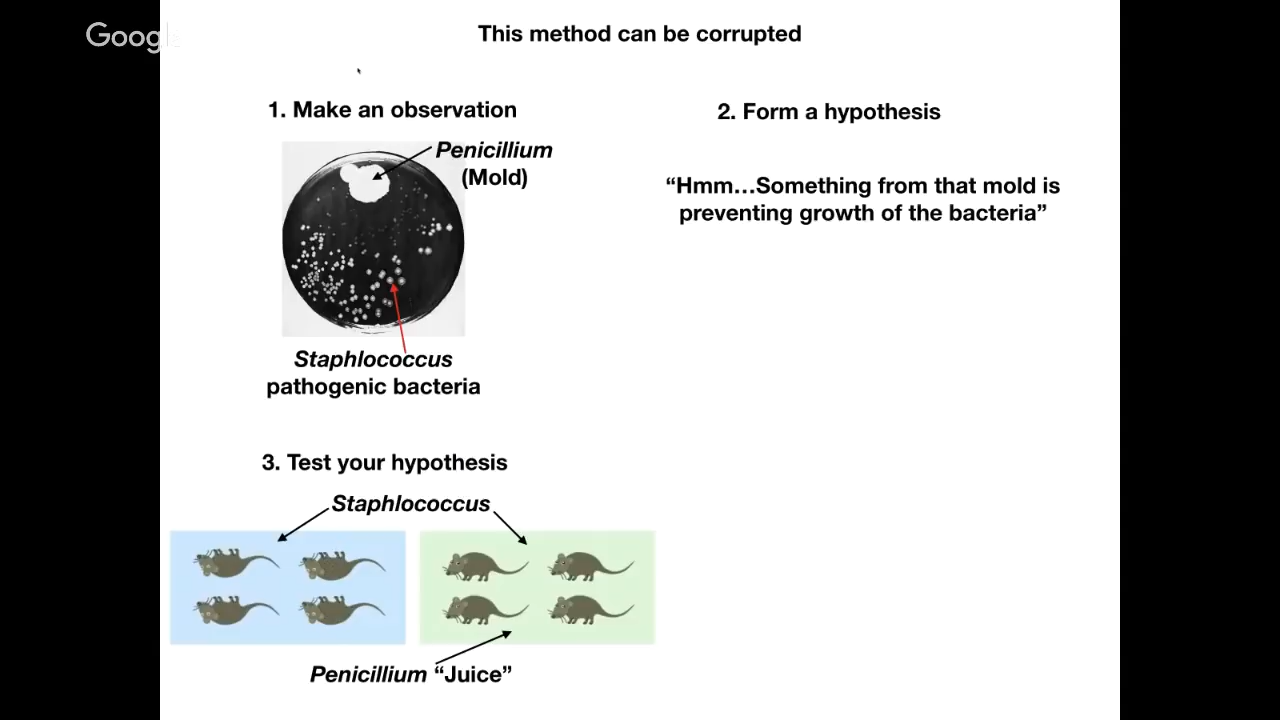 Google
This method can be corrupted
1. Make an observation
2. Form a hypothesis
Penicillium
(Mold)
“Hmm…Something from that mold is
preventing growth of the bacteria”
Staphlococcus
pathogenic bacteria
3. Test your hypothesis
Staphlococcus
Penicillium “Juice”